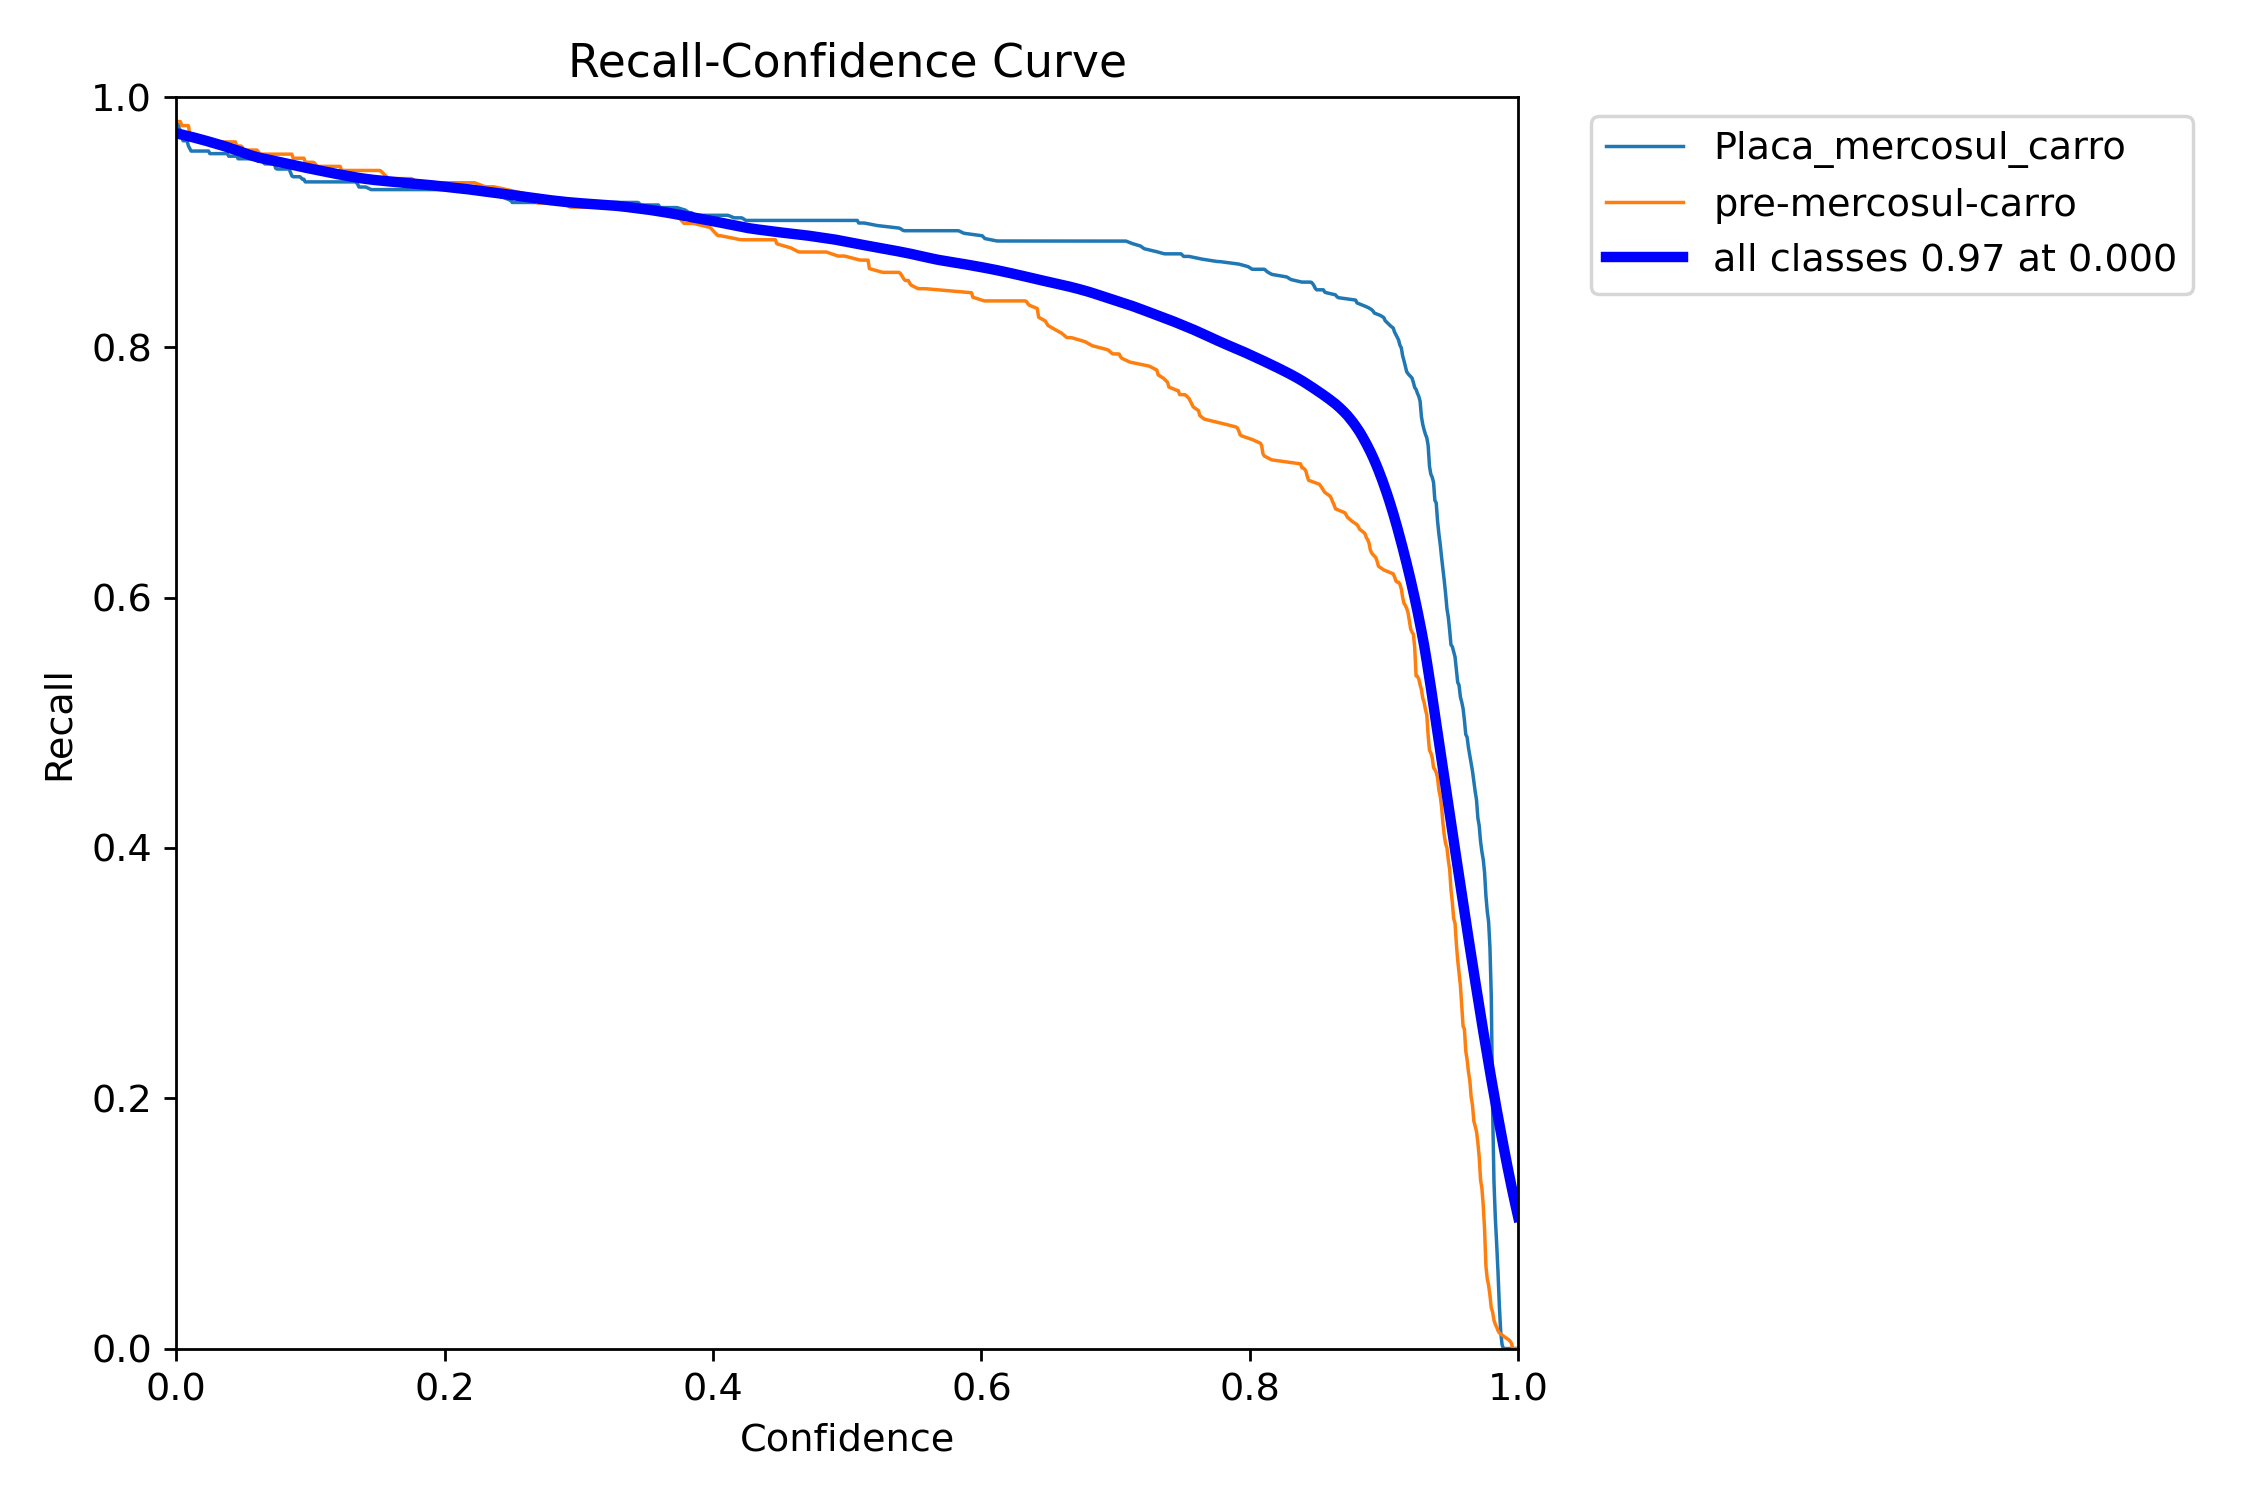 Recall-Confidence Curve
Placa_mercosul_carro
pre-mercosul-carro
all classes 0.97 at 0.000
1.0
0.8
0.6
0.4
0.2
0.0
Recall
0.0 0.2 0.4 0.6 0.8 1.0
Confidence